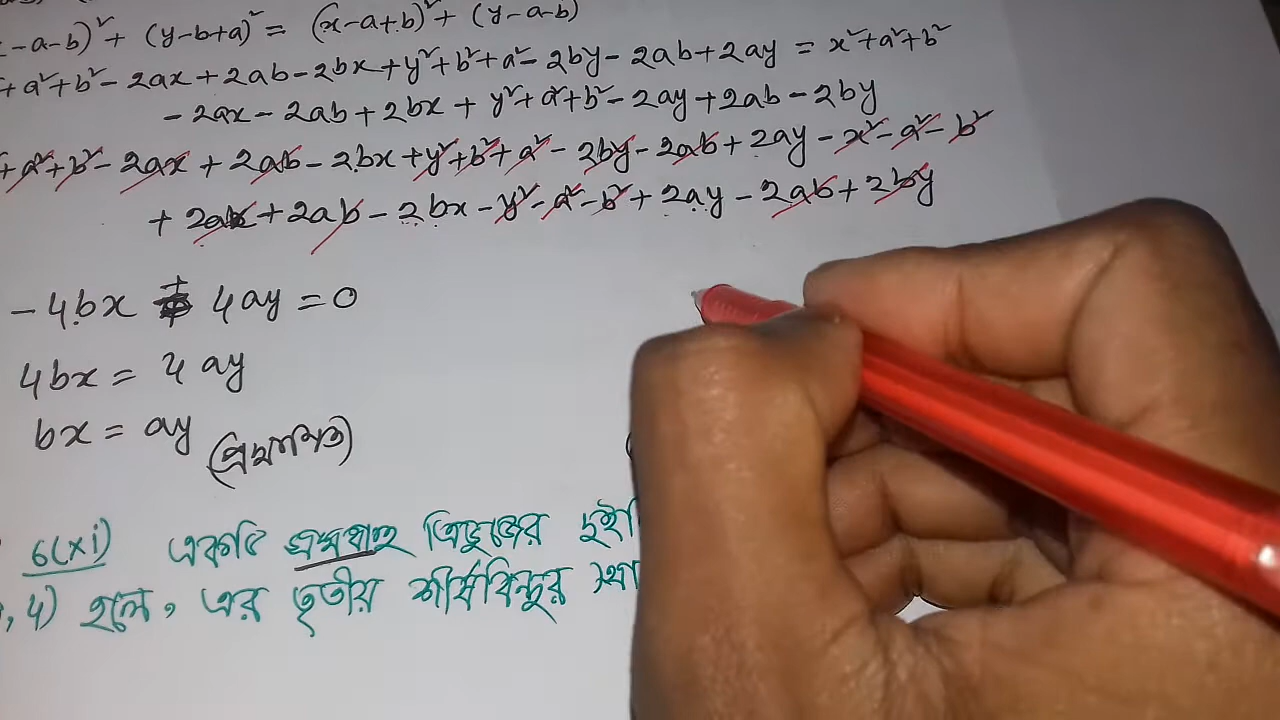 -a-b)² + (y-b+a)² = (x-a+b)² + (y-a-b)
+a²+b²-2ax+2ab-2bx+y²+b²+a²-2by-2ab+2ay = x²+a²+b²
-2ax-2ab+2bx+y²+a²+b²-2ay+2ab-2by
+a²+b²-2ax+2ab-2bx+y²+b²+a²-2by-2ab+2ay-x²-a²-b²
+2ax+2ab-2bx-y²-a²-b²+2ay-2ab+2by
-4bx + 4ay = 0
4bx = 4ay
bx = ay (প্রমাণিত)
6(xi) একটি সমবাহু ত্রিভুজের দুইটি
, 4) হলে, এর তৃতীয় শীর্ষবিন্দুর স্থা